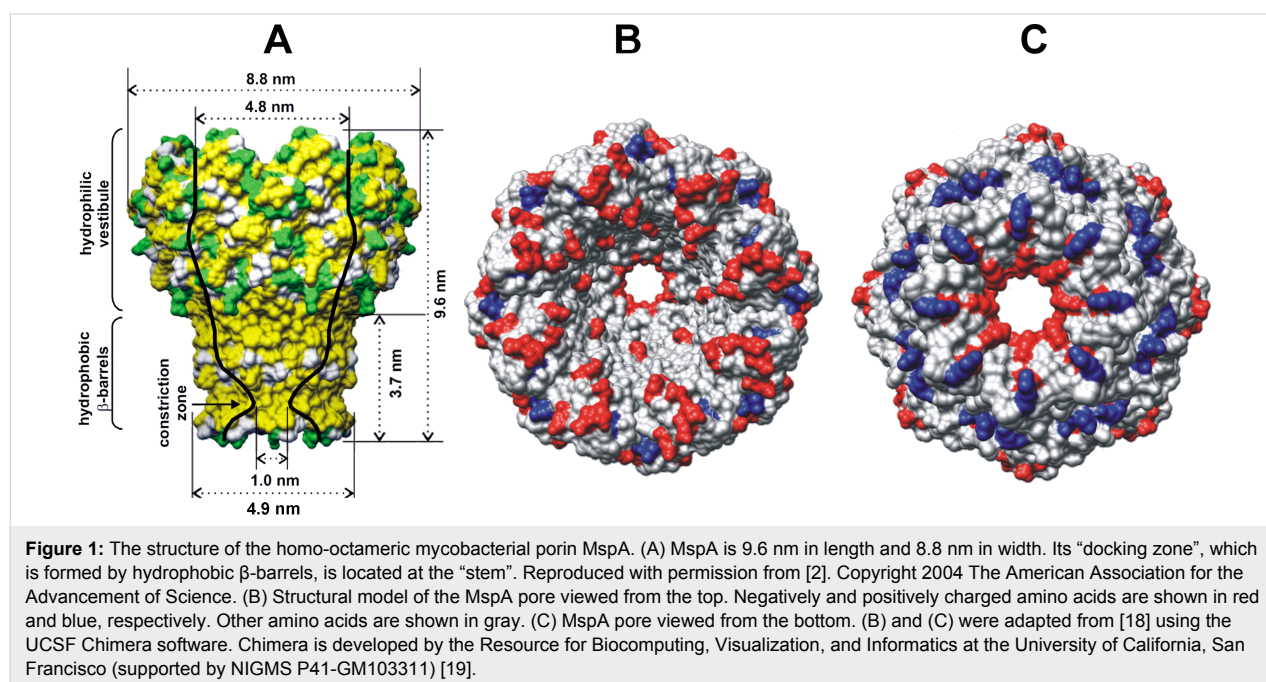 A
B
C
8.8 nm
4.8 nm
hydrophilic
vestibule
9.6 nm
hydrophobic
β-barrels
3.7 nm
constriction
zone
1.0 nm
4.9 nm
Figure 1: The structure of the homo-octameric mycobacterial porin MspA. (A) MspA is 9.6 nm in length and 8.8 nm in width. Its “docking zone”, which
is formed by hydrophobic β-barrels, is located at the “stem”. Reproduced with permission from [2]. Copyright 2004 The American Association for the
Advancement of Science. (B) Structural model of the MspA pore viewed from the top. Negatively and positively charged amino acids are shown in red
and blue, respectively. Other amino acids are shown in gray. (C) MspA pore viewed from the bottom. (B) and (C) were adapted from [18] using the
UCSF Chimera software. Chimera is developed by the Resource for Biocomputing, Visualization, and Informatics at the University of California, San
Francisco (supported by NIGMS P41-GM103311) [19].